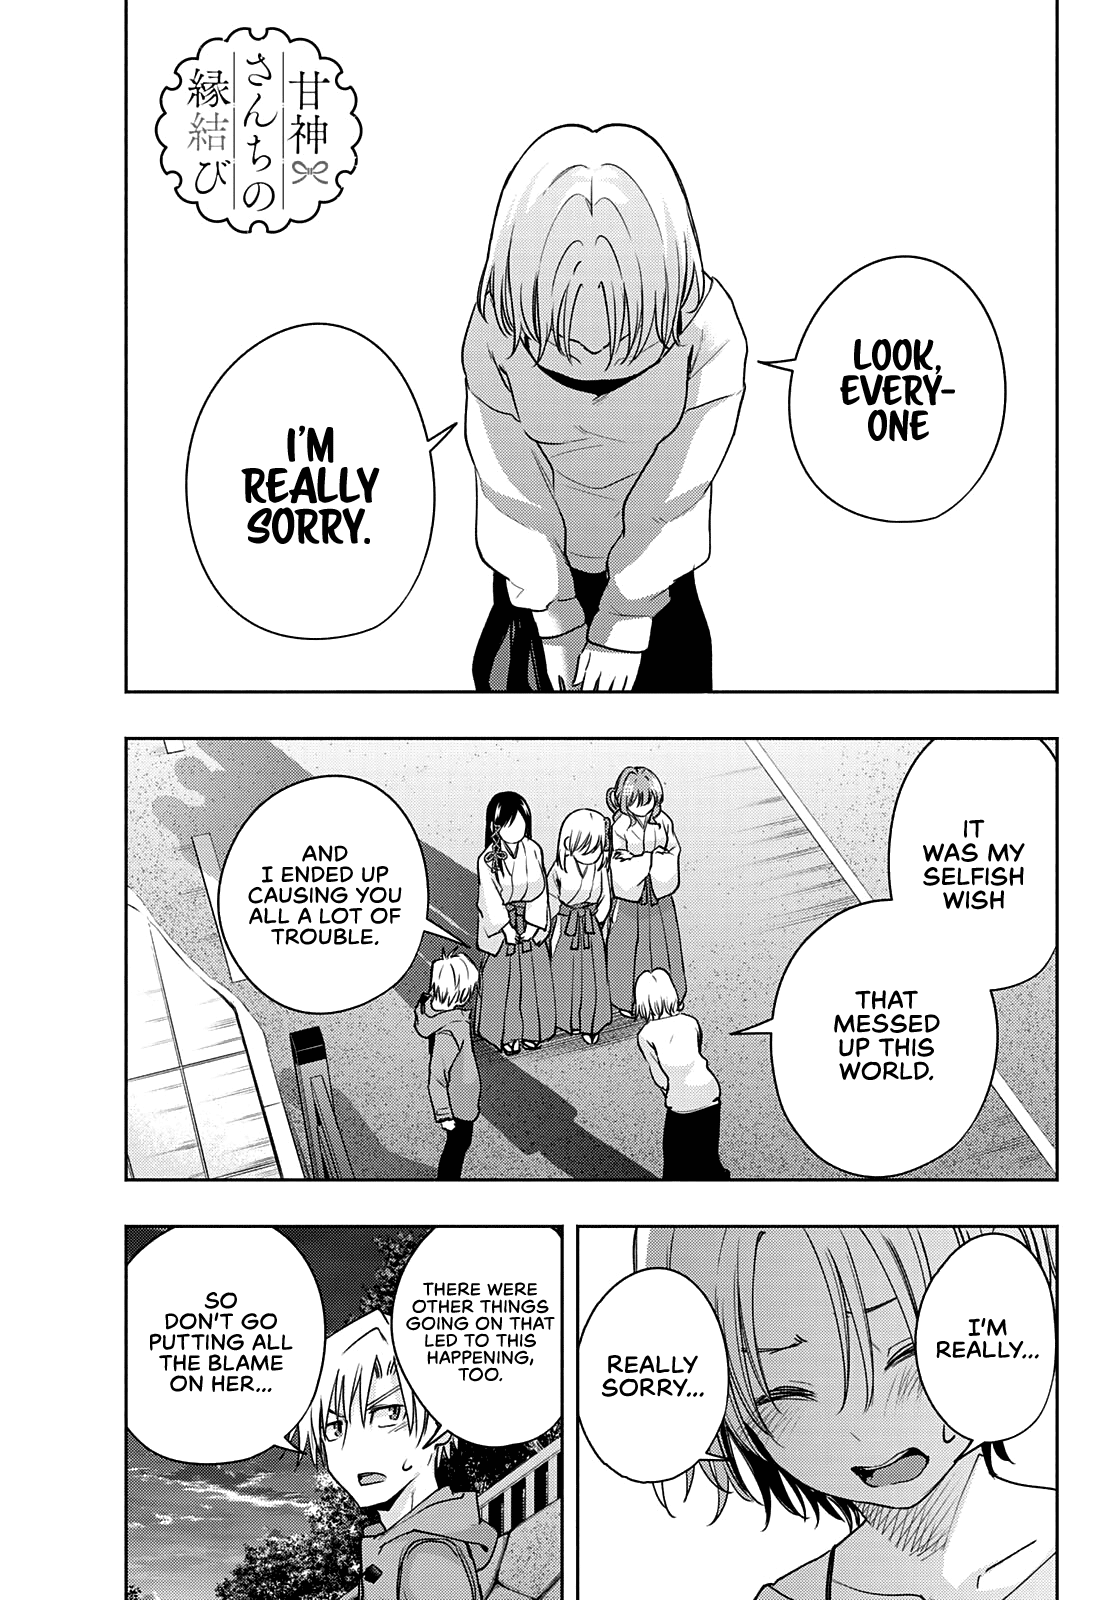 甘神
さんちの
縁結び
LOOK,
EVERY-
ONE
I'M
REALLY
SORRY.
IT
WAS MY
SELFISH
WISH
THAT
MESSED
UP THIS
WORLD.
AND
I ENDED UP
CAUSING YOU
ALL A LOT OF
TROUBLE.
I'M
REALLY...
REALLY
SORRY...
THERE WERE
OTHER THINGS
GOING ON THAT
LED TO THIS
HAPPENING,
TOO.
SO
DON'T GO
PUTTING ALL
THE BLAME
ON HER...